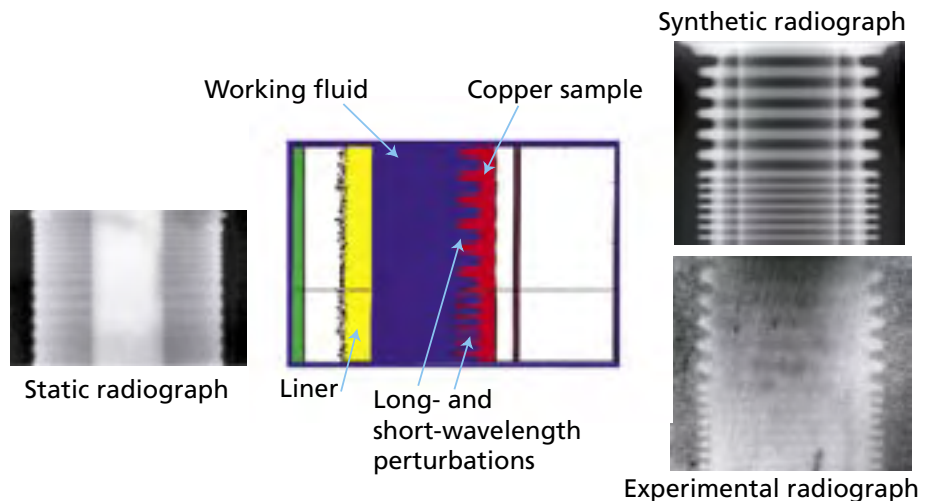 Synthetic radiograph
Working fluid
Copper sample
Static radiograph
Liner
Long- and
short-wavelength
perturbations
Experimental radiograph